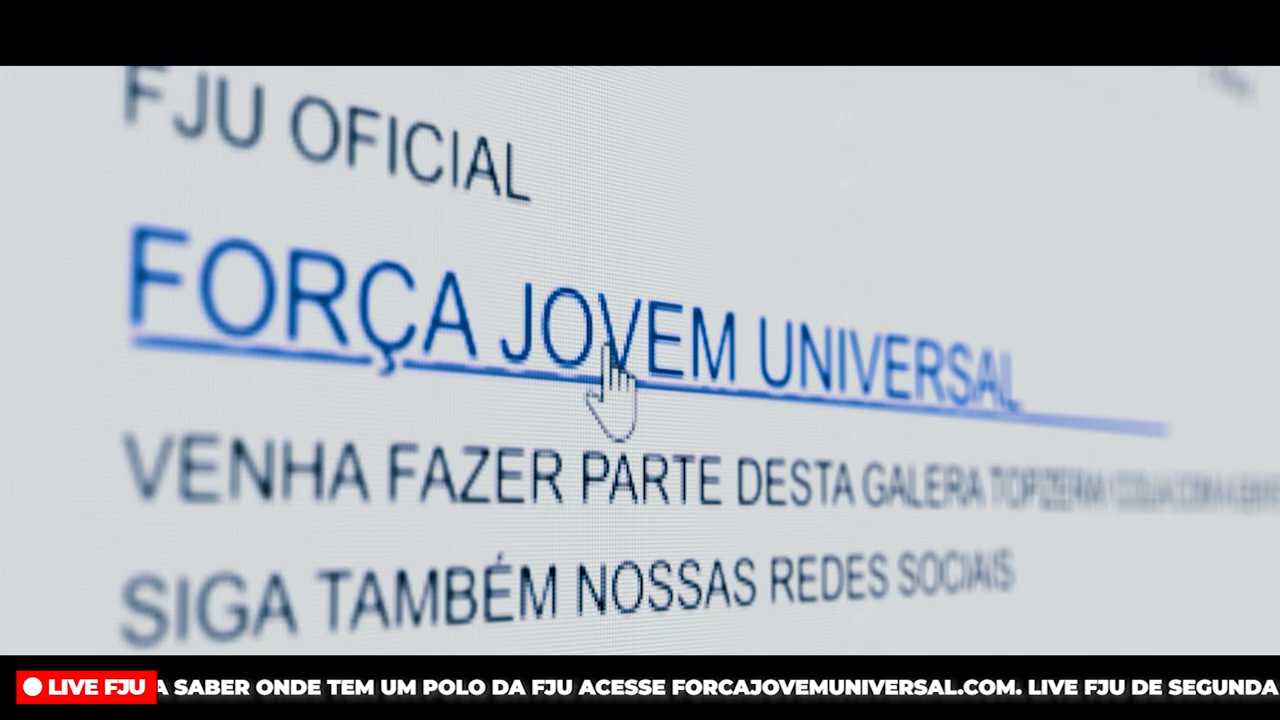 FJU OFICIAL
FORÇA JOVEM UNIVERSAL
VENHA FAZER PARTE DESTA GALERA TOPZERA
SIGA TAMBÉM NOSSAS REDES SOCIAIS
LIVE FJU A SABER ONDE TEM UM POLO DA FJU ACESSE FORCAJOVEMUNIVERSAL.COM. LIVE FJU DE SEGUNDA